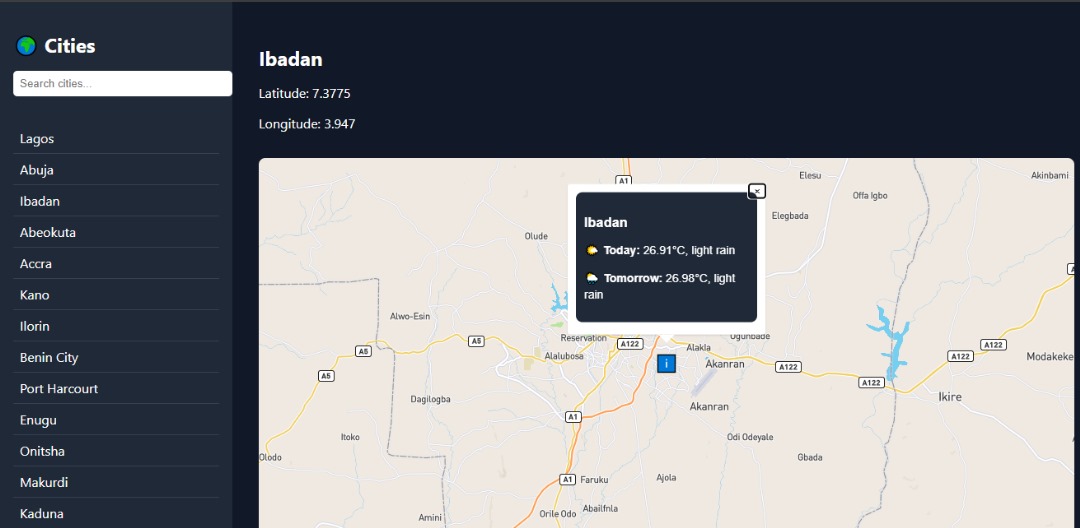 Cities
Search cities...
Lagos
Abuja
Ibadan
Abeokuta
Accra
Kano
Ilorin
Benin City
Port Harcourt
Enugu
Onitsha
Makurdi
Kaduna
Ibadan
Latitude: 7.3775
Longitude: 3.947
A1
Elesu
Akinbami
Offa Igbo
×
Elegbada
Ibadan
Today: 26.91°C, light rain
Tomorrow: 26.98°C, light
rain
Olude
Alwo-Esin
Reservation
Ogunbade
A5
A5
A122
Alakla
A122
A122
Alalubosa
i
Akanran
A122
Modakeke
A5
A122
Dagilogba
Akanran
Ikire
A1
Itoko
Odi Odeyale
Olodo
Gbada
A1
Faruku
Ajola
Amini
Orile Odo
Abailfnla